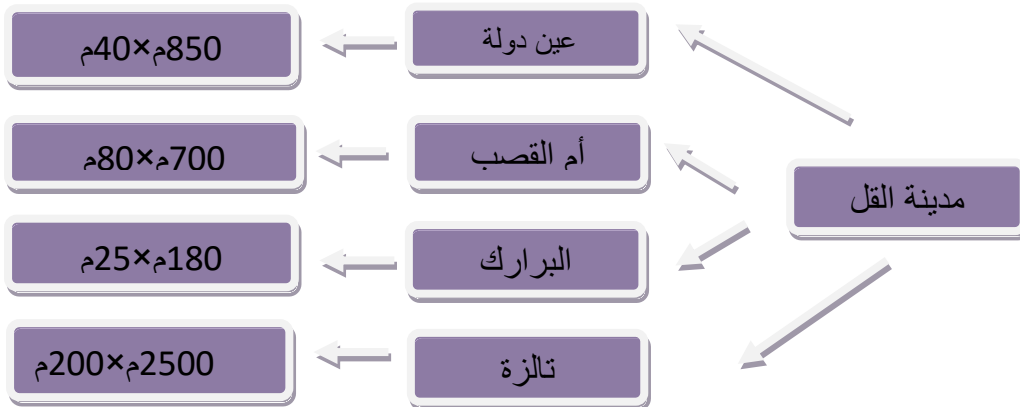 مدينة القل
عين دولة
850م×40م
أم القصب
700م×80م
البرارك
180م×25م
تالزة
2500م×200م